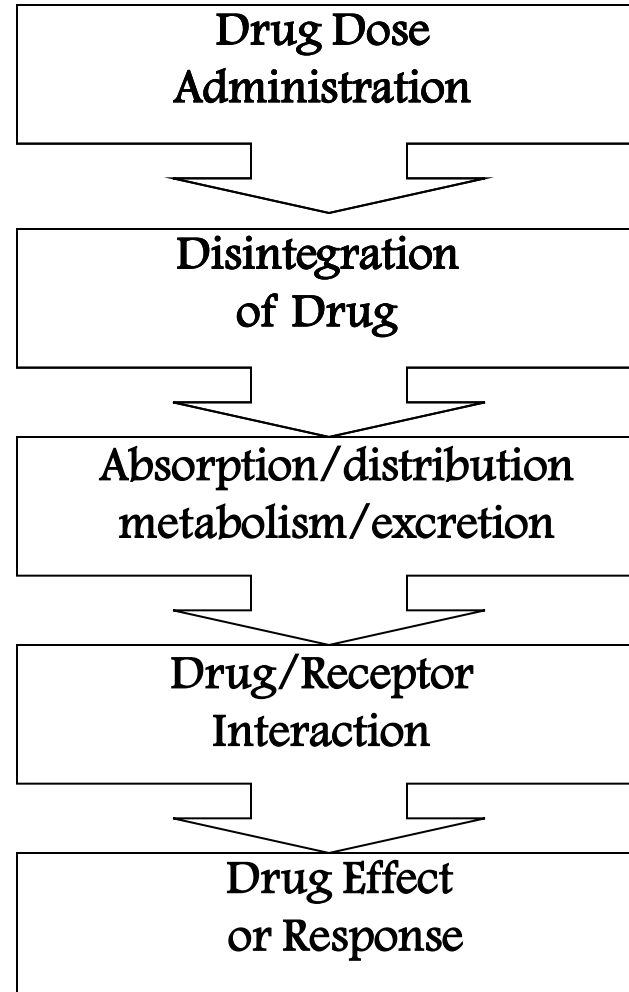 Drug Dose
Administration
Disintegration
of Drug
Absorption/distribution
metabolism/excretion
Drug/Receptor
Interaction
Drug Effect
or Response